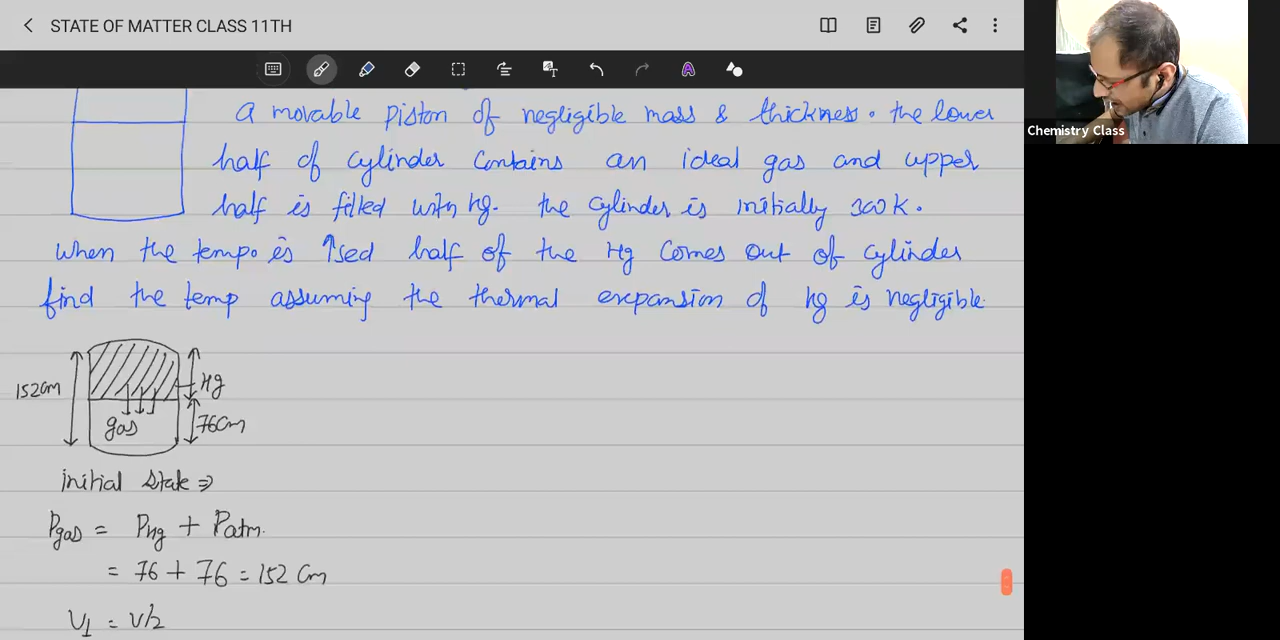 STATE OF MATTER CLASS 11TH
Chemistry Class
A movable piston of negligible mass & thickness. the lower
half of cylinder contains an ideal gas and upper
half is filled with Hg. the cylinder is initially 300K.
When the temp. is ↑sed half of the Hg comes out of cylinder
find the temp assuming the thermal expansion of Hg is negligible.
152cm
Hg
gas
76cm
initial state ⇒
Pgas = PHg + Patm.
= 76 + 76 = 152 cm
V1 = V/2